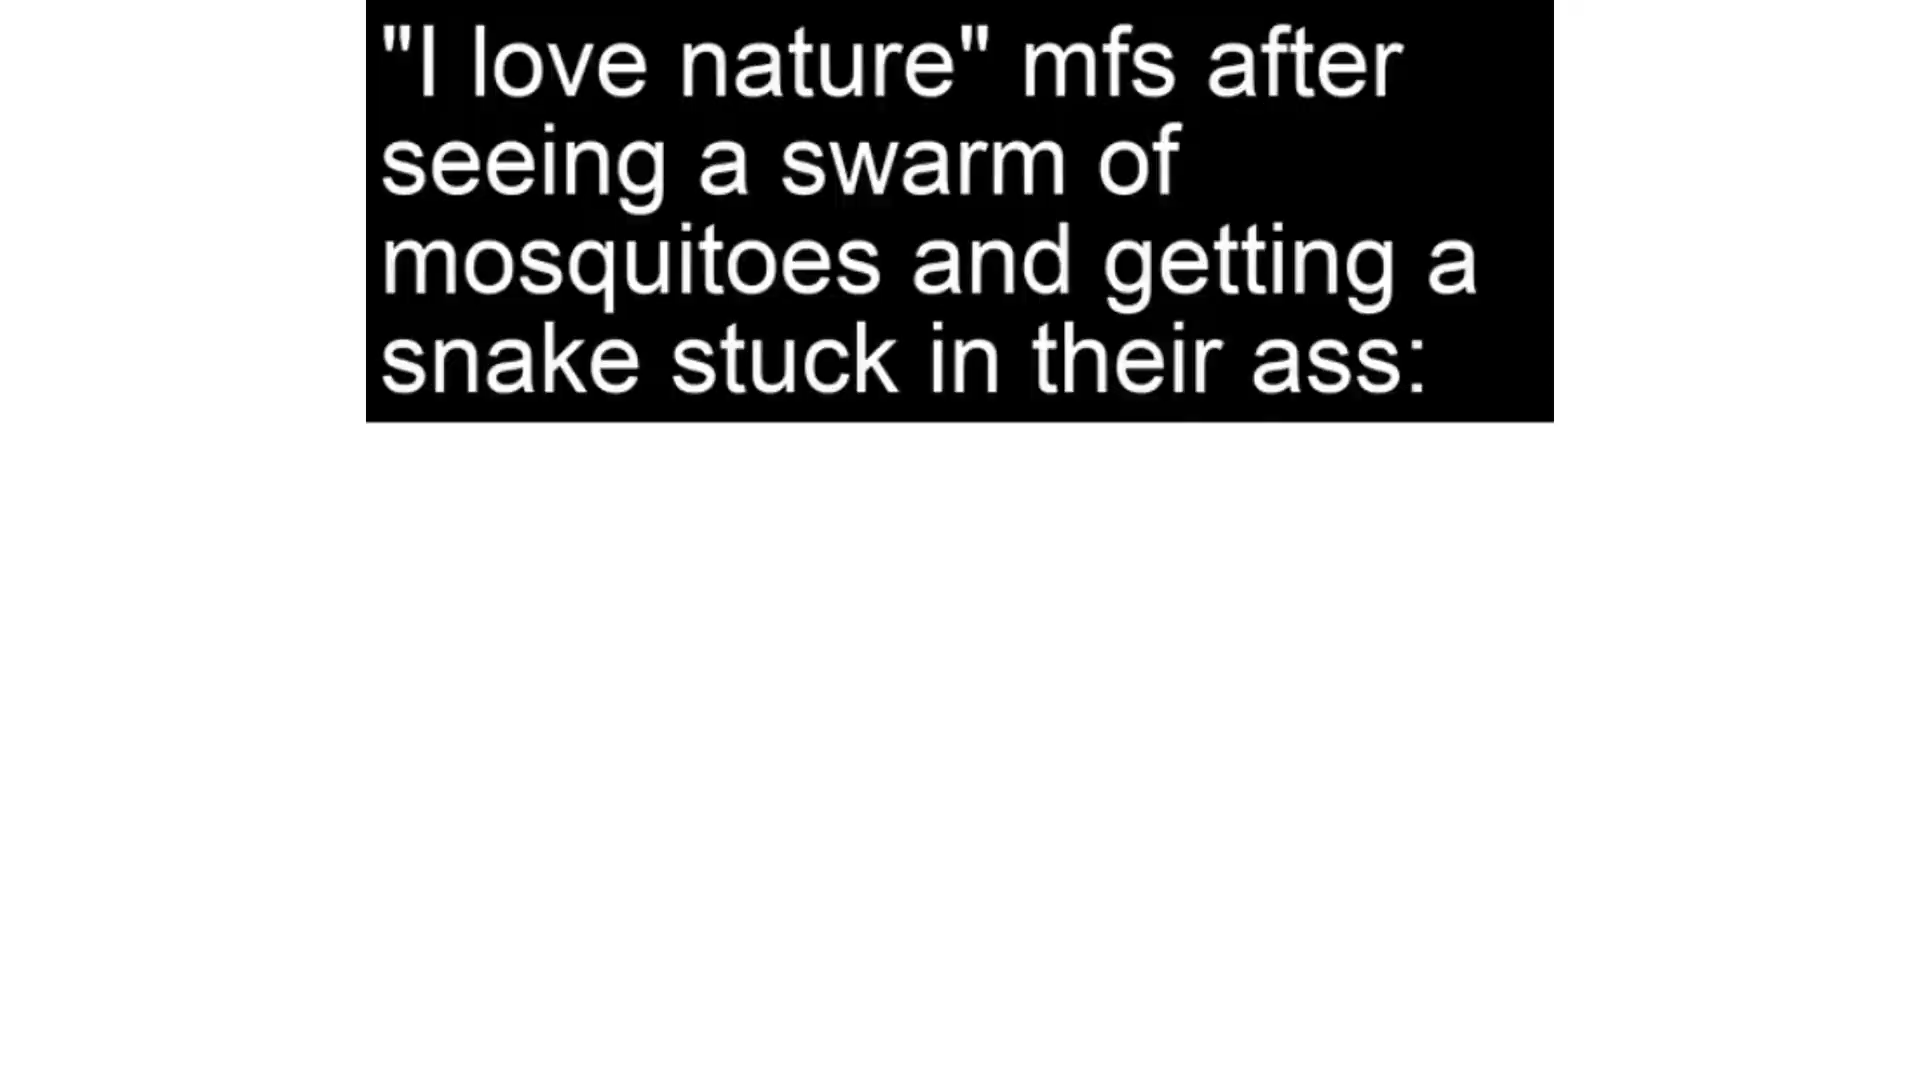 "I love nature" mfs after
seeing a swarm of
mosquitoes and getting a
snake stuck in their ass: